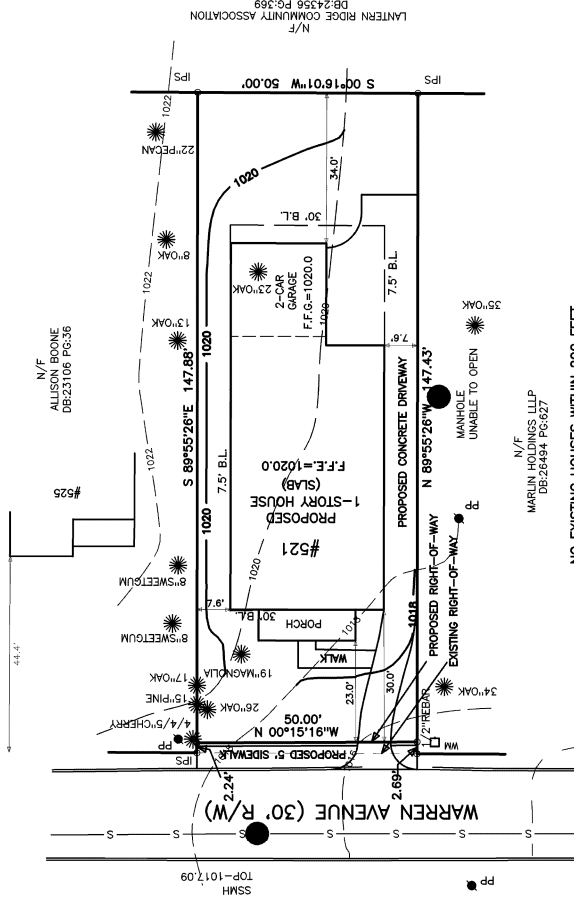 N/F
LANTERN RIDGE COMMUNITY ASSOCIATION
DB:24356 PG:369
IPS
S 00°16'01"W 50.00'
IPS
1022
22"PECAN
1020
34.0'
30' B.L.
8"OAK
1022
23"OAK
2-CAR
GARAGE
F.F.G.=1020.0
1020
7.5' B.L.
35"OAK
13"OAK
N/F
ALLISON BOONE
DB:23106 PG:36
1020
S 89°55'26"E 147.88'
7.6'
N 89°55'26"W 147.43'
MANHOLE
UNABLE TO OPEN
N/F
MARLIN HOLDINGS LLLP
DB:26494 PG:627
1022
7.5' B.L.
PROPOSED CONCRETE DRIVEWAY
#525
#521
PROPOSED
1-STORY HOUSE
(SLAB)
F.F.E.=1020.0
1020
1020
PP
8"SWEETGUM
8"SWEETGUM
7.6'
30' B.L.
PORCH
1018
1018
WALK
PROPOSED RIGHT-OF-WAY
EXISTING RIGHT-OF-WAY
44.4'
17"OAK
15"PINE
4/4/5"CHERRY
19"MAGNOLIA
26"OAK
23.0'
30.0'
34"OAK
1/2"REBAR
WM
PP
IPS
50.00'
N 00°15'16"W
PROPOSED 5' SIDEWALK
2.24'
2.69'
WARREN AVENUE (30' R/W)
S
S
S
S
S
S
SSMH
TOP-1017.09
PP